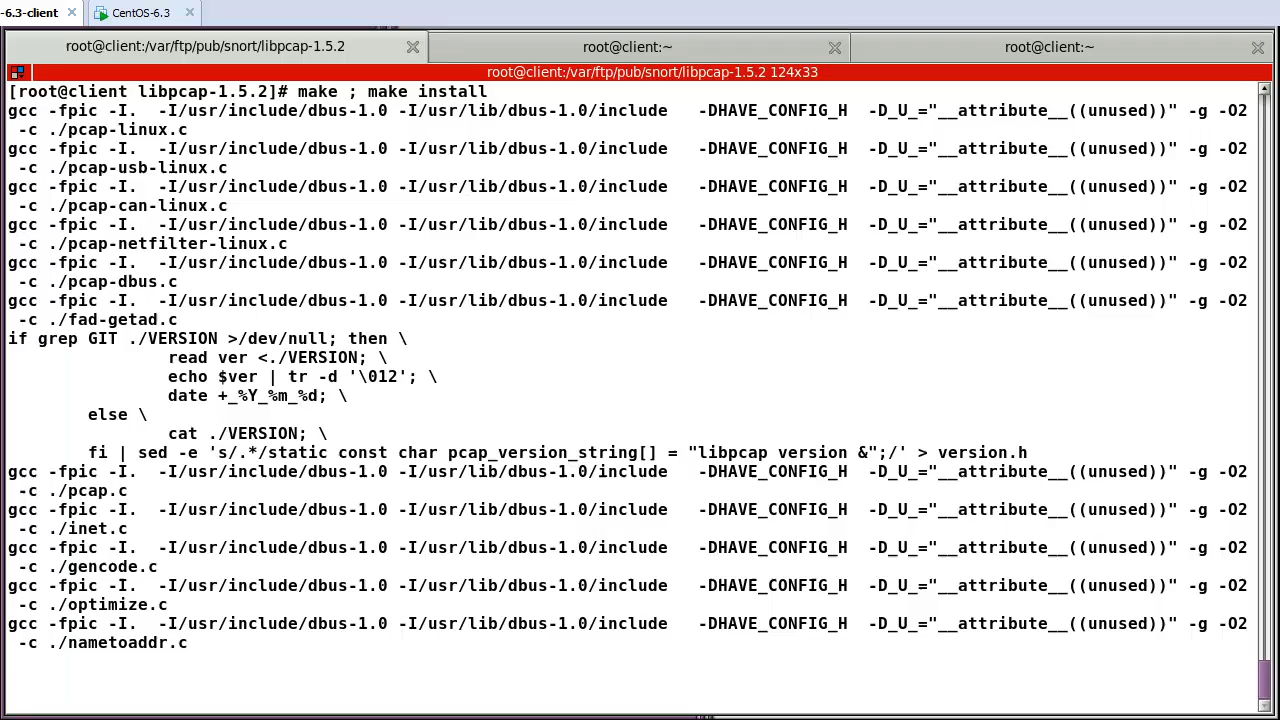 -6.3-client
CentOS-6.3
root@client:/var/ftp/pub/snort/libpcap-1.5.2
root@client:~
root@client:~
root@client:/var/ftp/pub/snort/libpcap-1.5.2 124x33
[root@client libpcap-1.5.2]# make ; make install
gcc -fpic -I.  -I/usr/include/dbus-1.0 -I/usr/lib/dbus-1.0/include   -DHAVE_CONFIG_H  -D_U_="__attribute__((unused))" -g -O2
 -c ./pcap-linux.c
gcc -fpic -I.  -I/usr/include/dbus-1.0 -I/usr/lib/dbus-1.0/include   -DHAVE_CONFIG_H  -D_U_="__attribute__((unused))" -g -O2
 -c ./pcap-usb-linux.c
gcc -fpic -I.  -I/usr/include/dbus-1.0 -I/usr/lib/dbus-1.0/include   -DHAVE_CONFIG_H  -D_U_="__attribute__((unused))" -g -O2
 -c ./pcap-can-linux.c
gcc -fpic -I.  -I/usr/include/dbus-1.0 -I/usr/lib/dbus-1.0/include   -DHAVE_CONFIG_H  -D_U_="__attribute__((unused))" -g -O2
 -c ./pcap-netfilter-linux.c
gcc -fpic -I.  -I/usr/include/dbus-1.0 -I/usr/lib/dbus-1.0/include   -DHAVE_CONFIG_H  -D_U_="__attribute__((unused))" -g -O2
 -c ./pcap-dbus.c
gcc -fpic -I.  -I/usr/include/dbus-1.0 -I/usr/lib/dbus-1.0/include   -DHAVE_CONFIG_H  -D_U_="__attribute__((unused))" -g -O2
 -c ./fad-getad.c
if grep GIT ./VERSION >/dev/null; then \
                read ver <./VERSION; \
                echo $ver | tr -d '\012'; \
                date +_%Y_%m_%d; \
        else \
                cat ./VERSION; \
        fi | sed -e 's/.*/static const char pcap_version_string[] = "libpcap version &";/' > version.h
gcc -fpic -I.  -I/usr/include/dbus-1.0 -I/usr/lib/dbus-1.0/include   -DHAVE_CONFIG_H  -D_U_="__attribute__((unused))" -g -O2
 -c ./pcap.c
gcc -fpic -I.  -I/usr/include/dbus-1.0 -I/usr/lib/dbus-1.0/include   -DHAVE_CONFIG_H  -D_U_="__attribute__((unused))" -g -O2
 -c ./inet.c
gcc -fpic -I.  -I/usr/include/dbus-1.0 -I/usr/lib/dbus-1.0/include   -DHAVE_CONFIG_H  -D_U_="__attribute__((unused))" -g -O2
 -c ./gencode.c
gcc -fpic -I.  -I/usr/include/dbus-1.0 -I/usr/lib/dbus-1.0/include   -DHAVE_CONFIG_H  -D_U_="__attribute__((unused))" -g -O2
 -c ./optimize.c
gcc -fpic -I.  -I/usr/include/dbus-1.0 -I/usr/lib/dbus-1.0/include   -DHAVE_CONFIG_H  -D_U_="__attribute__((unused))" -g -O2
 -c ./nametoaddr.c